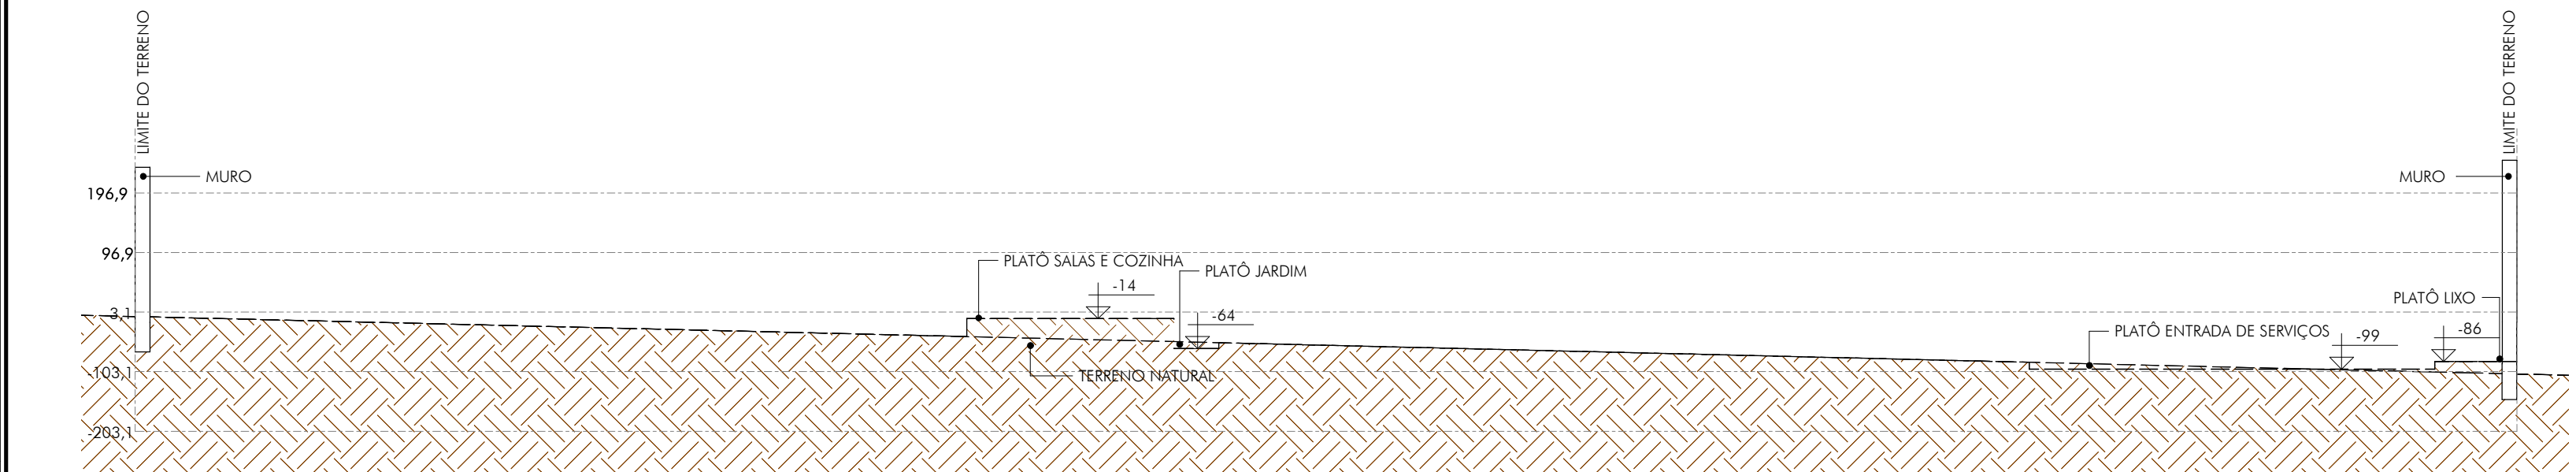 LIMITE DO TERRENO
LIMITE DO TERRENO
MURO
MURO
196,9
96,9
PLATÔ SALAS E COZINHA
PLATÔ JARDIM
-14
PLATÔ LIXO
3,1
-64
PLATÔ ENTRADA DE SERVIÇOS
-99
-86
-103,1
TERRENO NATURAL
-203,1